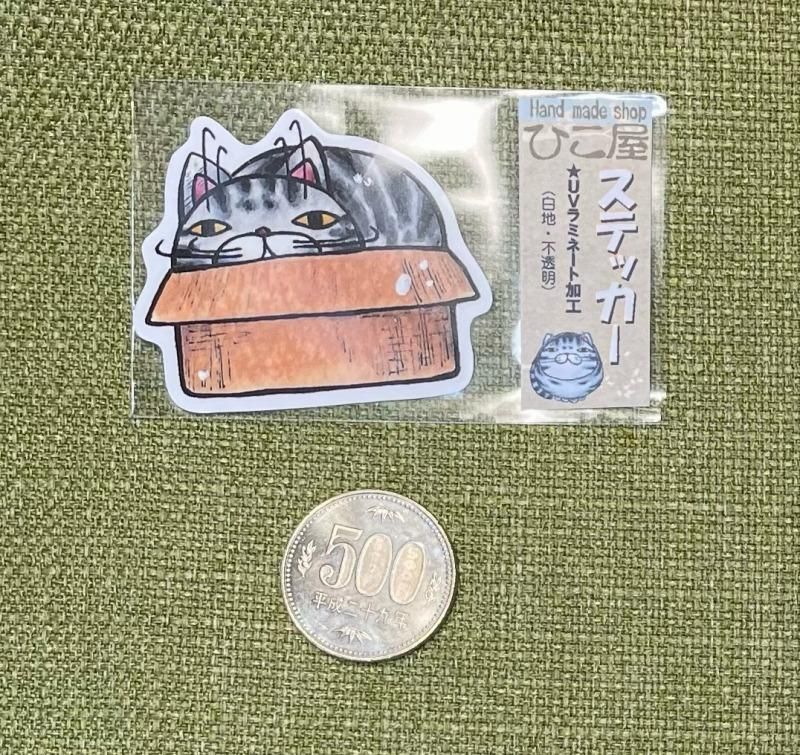 Hand made shop
ひこ屋
ステッカー
★UVラミネート加工
（白地・不透明）
500
平成二十九年